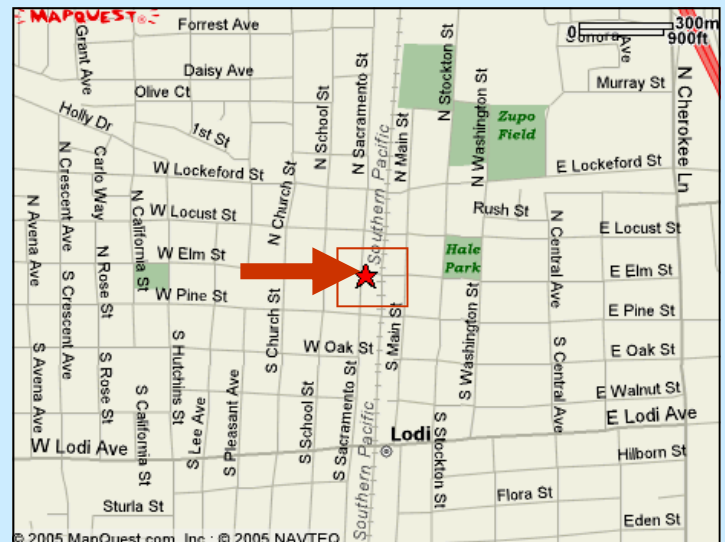 MAPQUEST
Forrest Ave
300m
0
900ft
Sonora Ave
Grant Ave
Daisy Ave
Olive Ct
Murray St
Holly Dr
1st St
N School St
N Sacramento St
N Stockton St
N Washington St
Zupo
Field
N Cherokee Ln
Southern Pacific
N Main St
W Lockeford St
E Lockeford St
N Crescent Ave
Carlo Way
N Church St
N Avena Ave
N California St
W Locust St
Rush St
E Locust St
W Elm St
Hale
Park
N Central Ave
E Elm St
N Rose St
S Crescent Ave
W Pine St
E Pine St
S Church St
S Main St
S Washington St
W Oak St
E Oak St
S Avena Ave
S Rose St
S Hutchins St
S Pleasant Ave
S Central Ave
E Walnut St
S California St
S Lee Ave
S School St
S Sacramento St
Southern Pacific
Lodi
S Stockton St
E Lodi Ave
W Lodi Ave
Hilborn St
Flora St
Sturla St
Eden St
© 2005 MapQuest.com, Inc.; © 2005 NAVTEQ